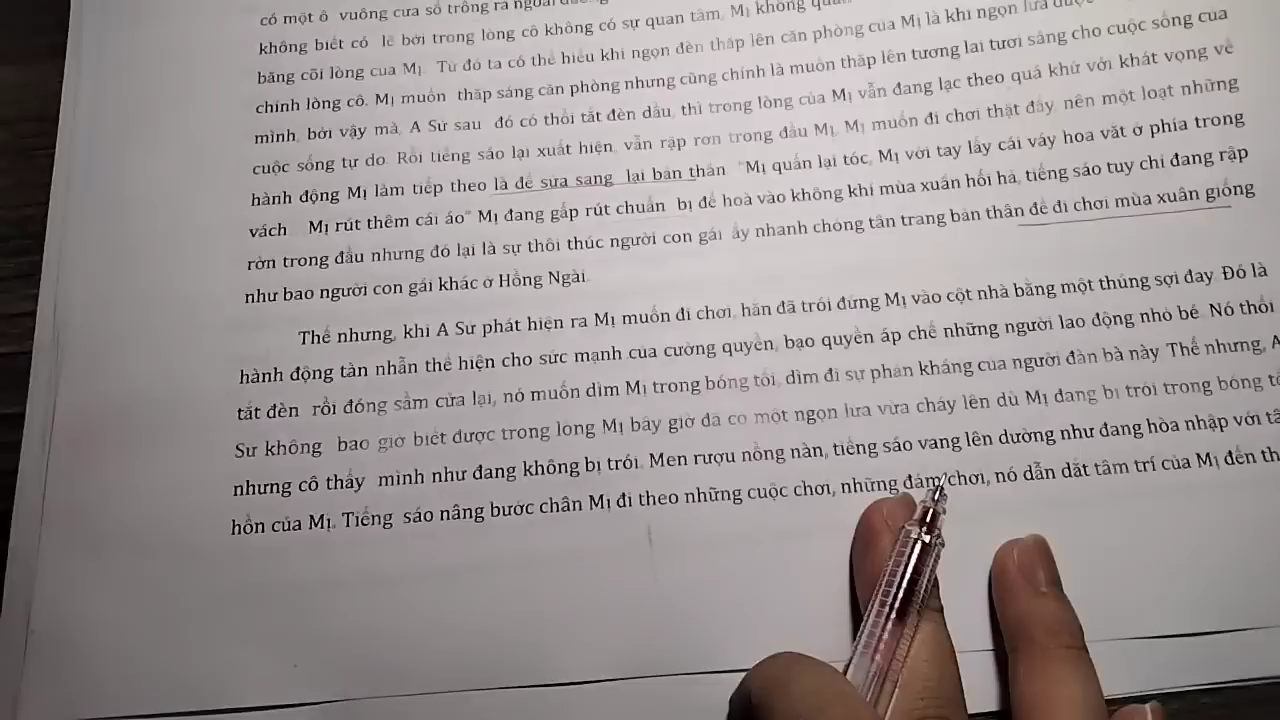 có một ô vuông cửa sổ trông ra ngoài
không biết có lẽ bởi trong lòng cô không có sự quan tâm, Mị không
bằng cõi lòng của Mị. Từ đó ta có thể hiểu khi ngọn đèn thắp lên căn phòng của Mị là khi ngọn lửa được
chính lòng cô. Mị muốn thắp sáng căn phòng nhưng cũng chính là muốn thắp lên tương lai tươi sáng cho cuộc sống của
mình, bởi vậy mà, A Sử sau đó có thổi tắt đèn dầu, thì trong lòng của Mị vẫn đang lạc theo quá khứ với khát vọng về
cuộc sống tự do. Rồi tiếng sáo lại xuất hiện, vẫn rập rờn trong đầu Mị. Mị muốn đi chơi thật đấy, nên một loạt những
hành động Mị làm tiếp theo là để sửa sang lại bản thân "Mị quấn lại tóc, Mị với tay lấy cái váy hoa vắt ở phía trong
vách Mị rút thêm cái áo" Mị đang gấp rút chuẩn bị để hoà vào không khí mùa xuân hối hả, tiếng sáo tuy chỉ đang rập
rờn trong đầu nhưng đó lại là sự thôi thúc người con gái ấy nhanh chóng tân trang bản thân để đi chơi mùa xuân giống
như bao người con gái khác ở Hồng Ngài.
Thế nhưng, khi A Sử phát hiện ra Mị muốn đi chơi, hắn đã trói đứng Mị vào cột nhà bằng một thúng sợi đay. Đó là
hành động tàn nhẫn thể hiện cho sức mạnh của cường quyền, bạo quyền áp chế những người lao động nhỏ bé. Nó thổi
tắt đèn rồi đóng sầm cửa lại, nó muốn dìm Mị trong bóng tối, dìm đi sự phản kháng của người đàn bà này. Thế nhưng, A
Sử không bao giờ biết được trong lòng Mị bây giờ đã có một ngọn lửa vừa cháy lên dù Mị đang bị trói trong bóng
nhưng cô thấy mình như đang không bị trói. Men rượu nồng nàn, tiếng sáo vang lên dường như đang hòa nhập với
hồn của Mị. Tiếng sáo nâng bước chân Mị đi theo những cuộc chơi, những đám chơi, nó dẫn dắt tâm trí của Mị đến